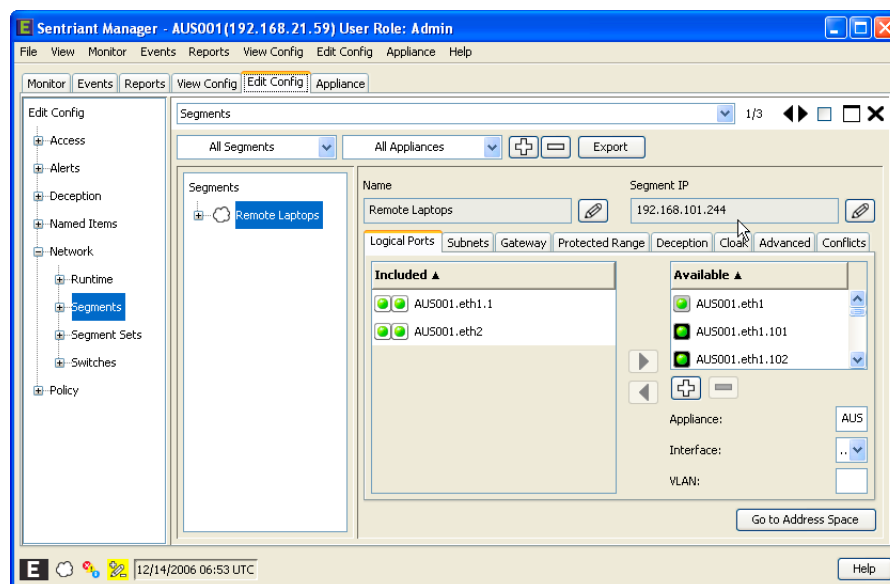 Sentriant Manager - AUS001(192.168.21.59) User Role: Admin
File View Monitor Events Reports View Config Edit Config Appliance Help
Monitor Events Reports View Config Edit Config Appliance
Edit Config
Access
Alerts
Deception
Named Items
Network
Runtime
Segments
Segment Sets
Switches
Policy
Segments 1/3
All Segments All Appliances Export
Segments
Remote Laptops
Name Segment IP
Remote Laptops 192.168.101.244
Logical Ports Subnets Gateway Protected Range Deception Cloak Advanced Conflicts
Included ▲ Available ▲
AUS001.eth1.1 AUS001.eth1
AUS001.eth2 AUS001.eth1.101
AUS001.eth1.102
Appliance: AUS
Interface: ..
VLAN:
Go to Address Space
E 12/14/2006 06:53 UTC Help